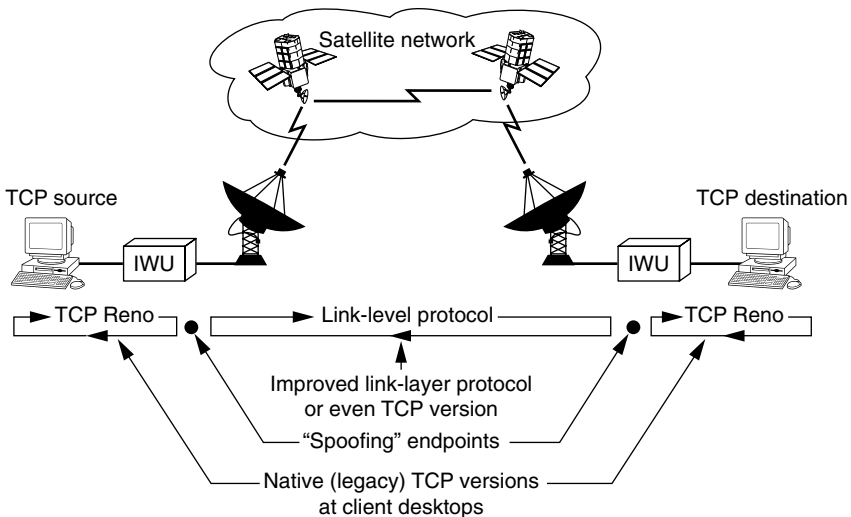 Satellite network
TCP source
TCP destination
IWU
IWU
TCP Reno
Link-level protocol
TCP Reno
Improved link-layer protocol
or even TCP version
“Spoofing” endpoints
Native (legacy) TCP versions
at client desktops